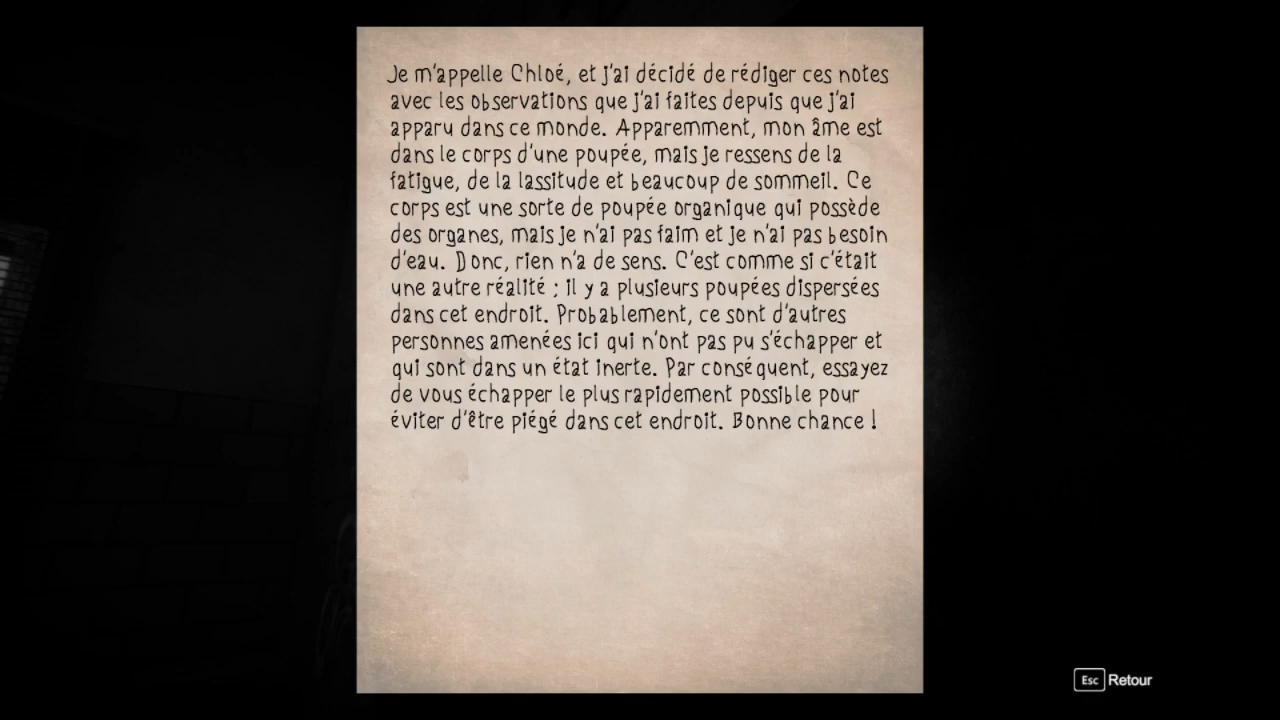 Je m'appelle Chloé, et j'ai décidé de rédiger ces notes
avec les observations que j'ai faites depuis que j'ai
apparu dans ce monde. Apparemment, mon âme est
dans le corps d'une poupée, mais je ressens de la
fatigue, de la lassitude et beaucoup de sommeil. Ce
corps est une sorte de poupée organique qui possède
des organes, mais je n'ai pas faim et je n'ai pas besoin
d'eau. Donc, rien n'a de sens. C'est comme si c'était
une autre réalité ; il y a plusieurs poupées dispersées
dans cet endroit. Probablement, ce sont d'autres
personnes amenées ici qui n'ont pas pu s'échapper et
qui sont dans un état inerte. Par conséquent, essayez
de vous échapper le plus rapidement possible pour
éviter d'être piégé dans cet endroit. Bonne chance !
Esc Retour